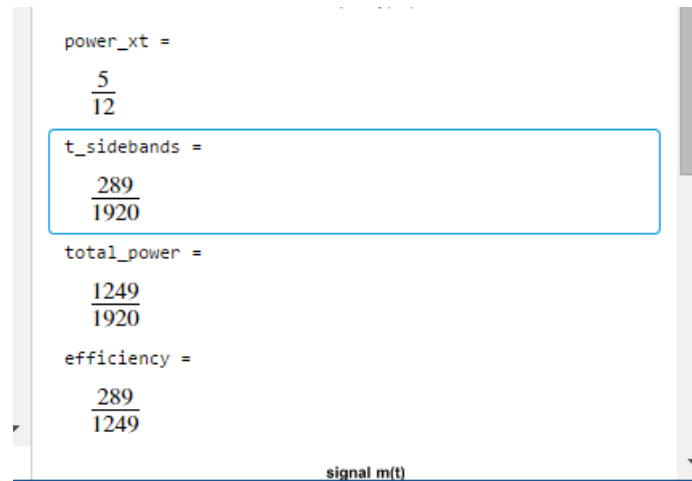 power_xt =
5
12
t_sidebands =
289
1920
total_power =
1249
1920
efficiency =
289
1249
signal m(t)